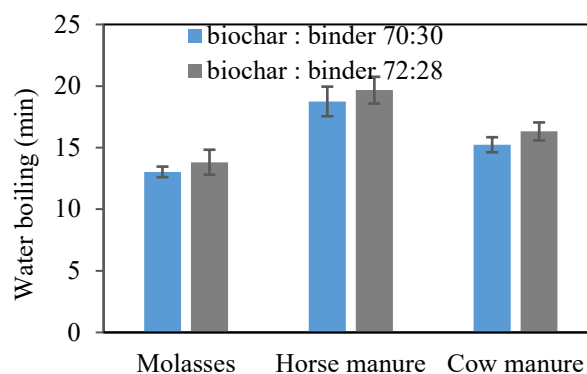 25
20
15
10
5
0
Water boiling (min)
biochar : binder 70:30
biochar : binder 72:28
Molasses Horse manure Cow manure